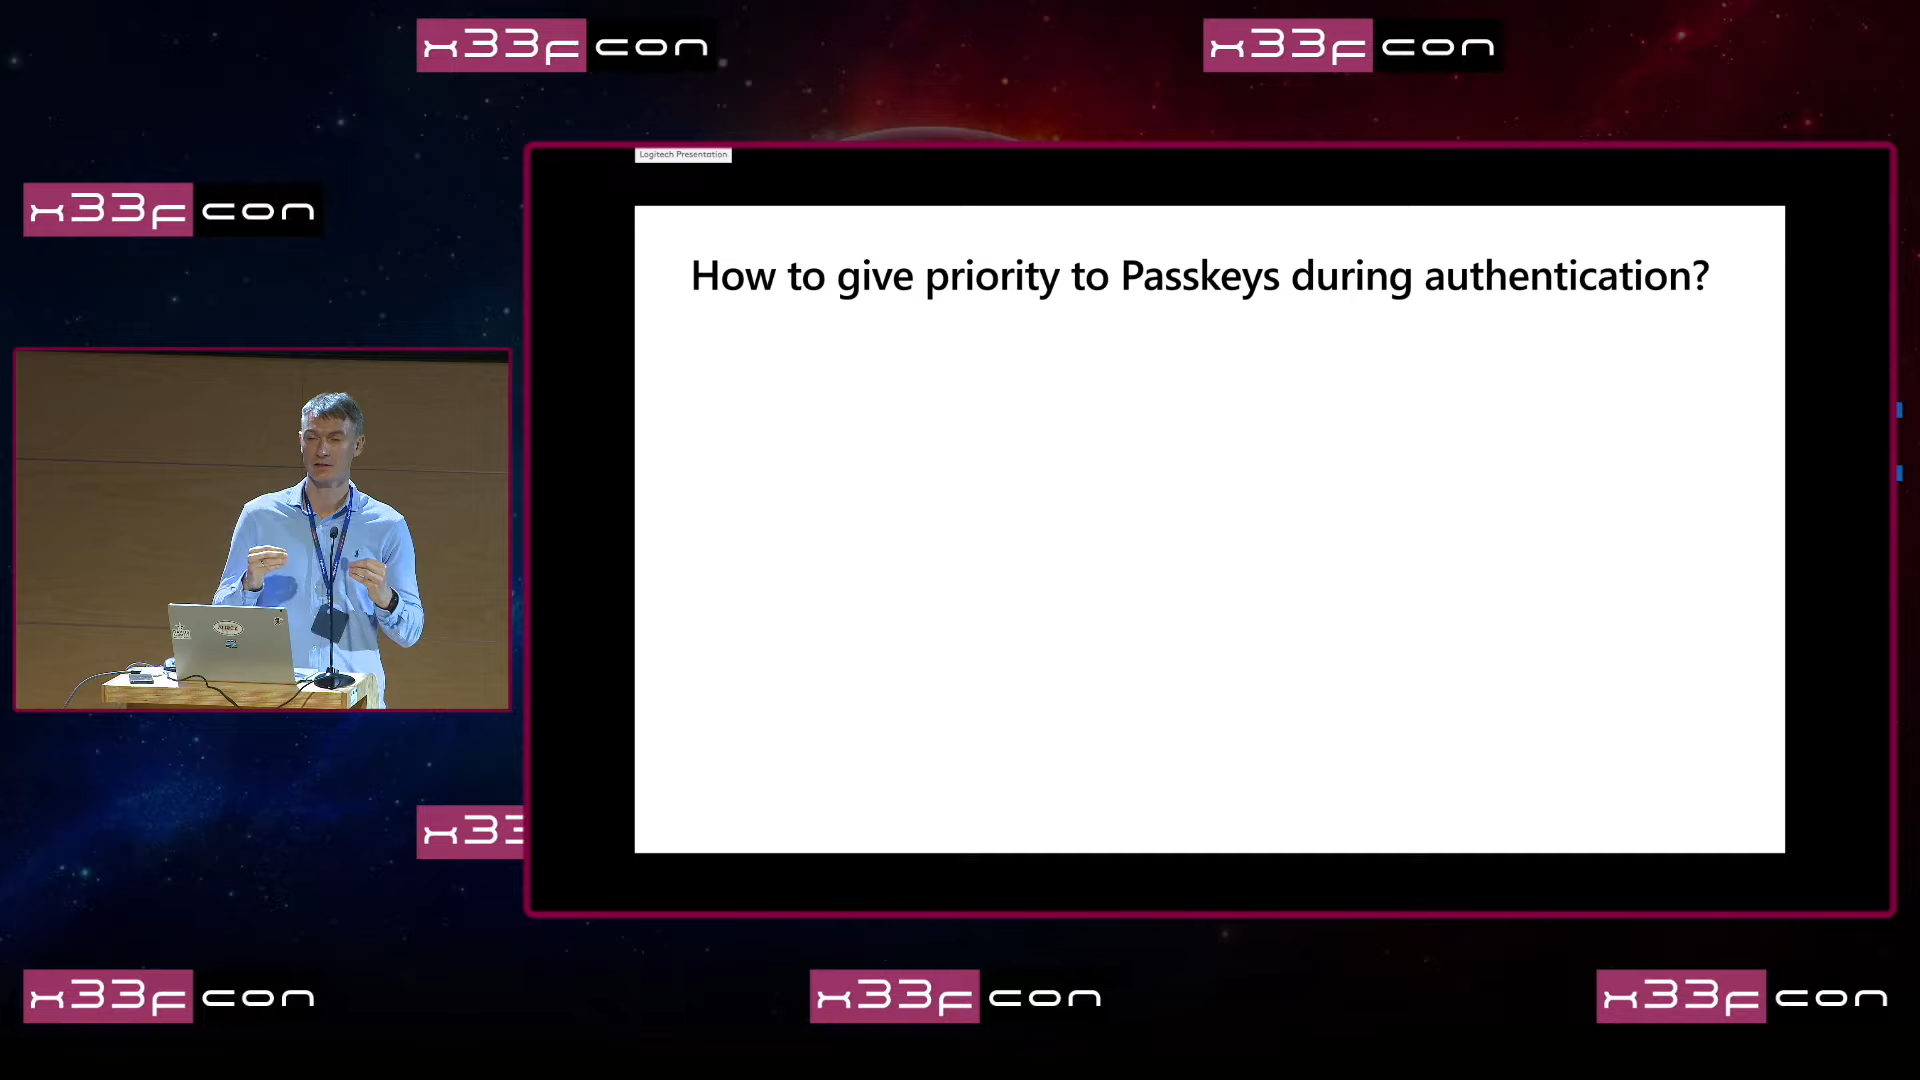 x33fcon
x33fcon
Logitech Presentation
x33fcon
How to give priority to Passkeys during authentication?
x33
x33fcon
x33fcon
x33fcon